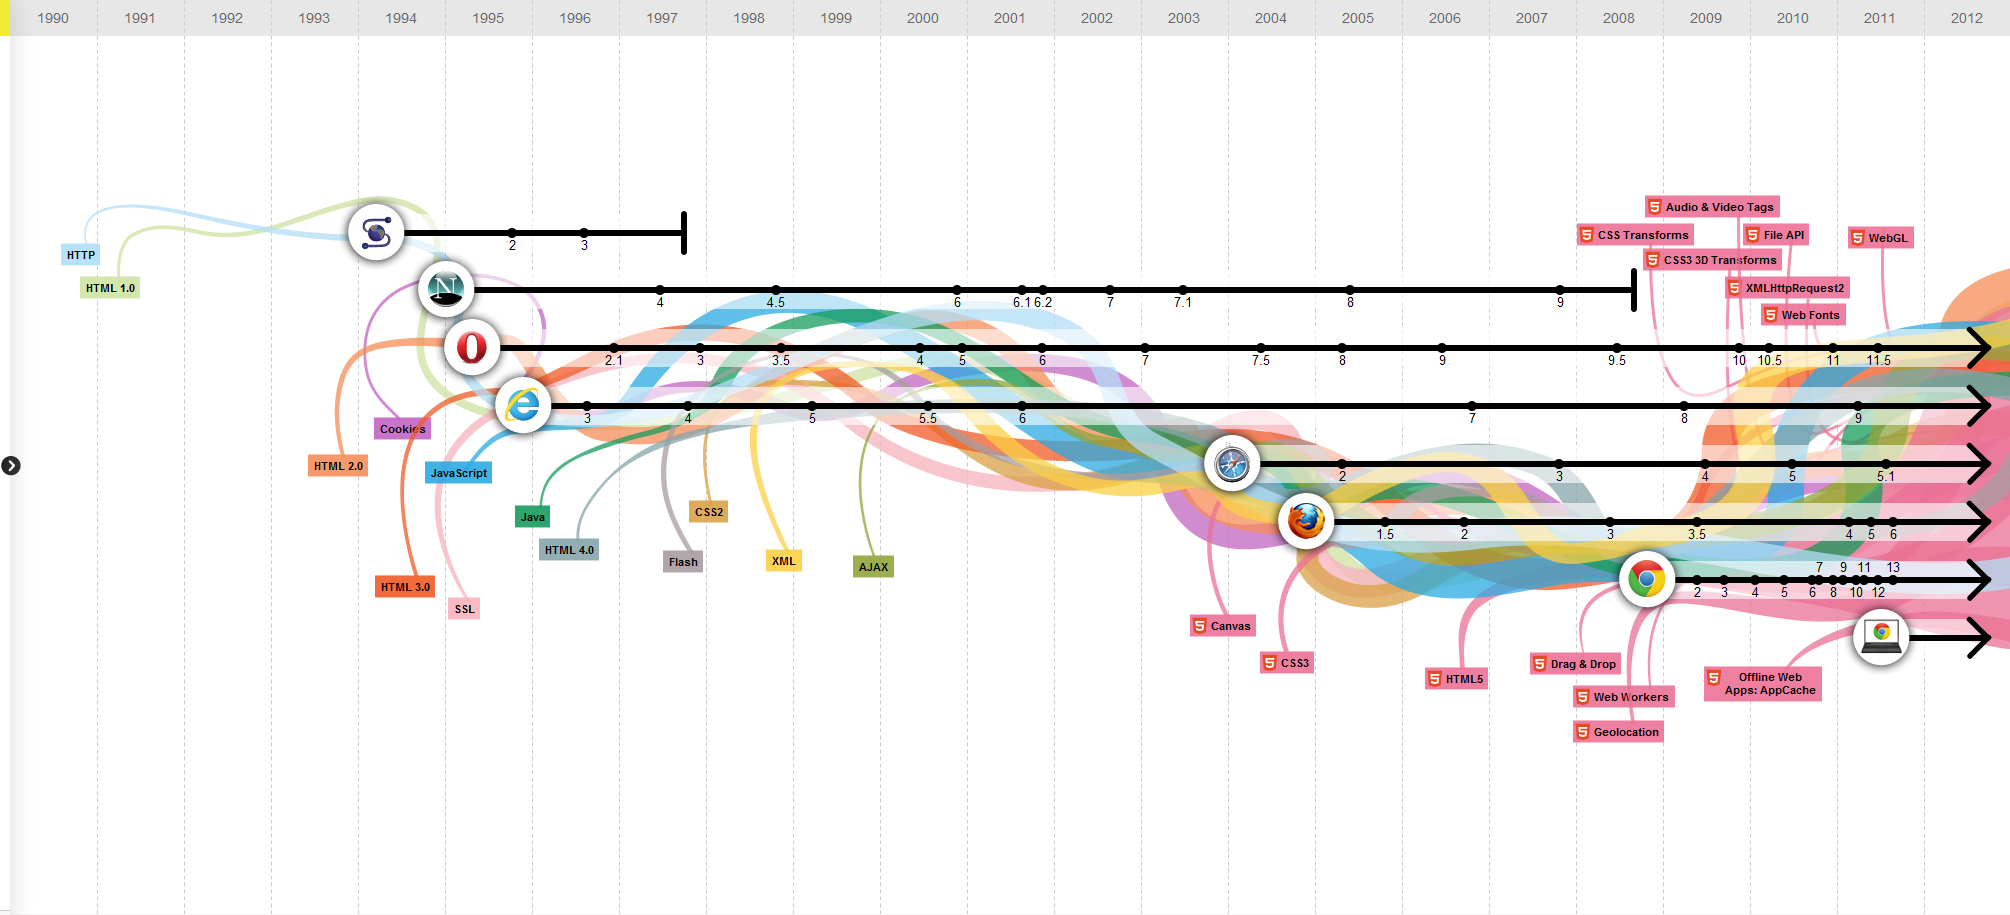 1990 1991 1992 1993 1994 1995 1996 1997 1998 1999 2000 2001 2002 2003 2004 2005 2006 2007 2008 2009 2010 2011 2012
Audio & Video Tags
CSS Transforms
File API
WebGL
2 3
HTTP
CSS3 3D Transforms
HTML 1.0
XMLHttpRequest2
N
4 4.5 6 6.1 6.2 7 7.1 8 9
Web Fonts
2.1 3 3.5 4 5 6 7 7.5 8 9 9.5 10 10.5 11 11.5
3 4 5 5.5 6 7 8 9
Cookies
HTML 2.0
JavaScript
2 3 4 5 5.1
CSS2
Java
1.5 2 3 3.5 4 5 6
HTML 4.0
Flash
XML
AJAX
7 9 11 13
HTML 3.0
2 3 4 5 6 8 10 12
SSL
Canvas
CSS3
Drag & Drop
HTML5
Offline Web
Apps: AppCache
Web Workers
Geolocation